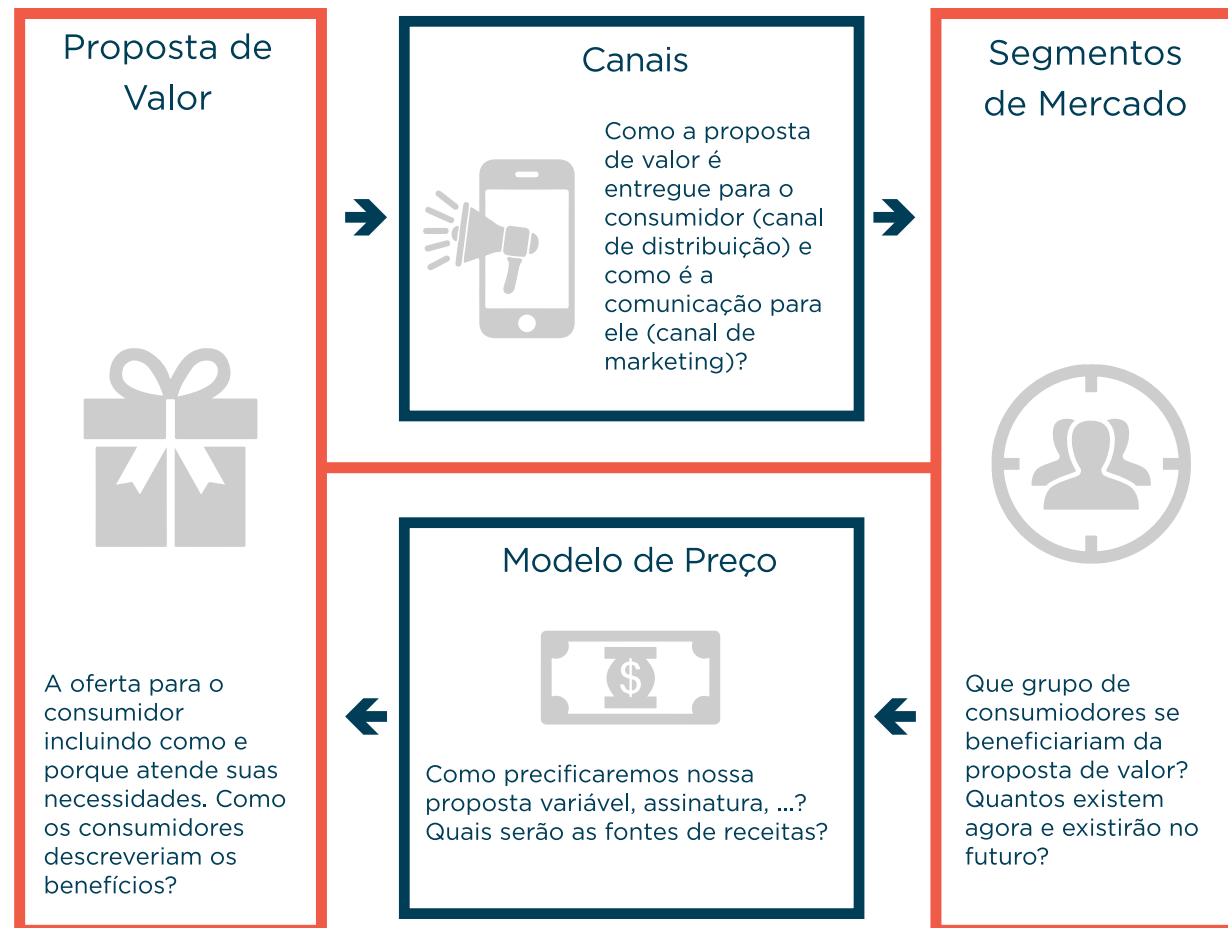 Proposta de
Valor
A oferta para o
consumidor
incluindo como e
porque atende suas
necessidades. Como
os consumidores
descreveriam os
benefícios?
Canais
Como a proposta
de valor é
entregue para o
consumidor (canal
de distribuição) e
como é a
comunicação para
ele (canal de
marketing)?
Modelo de Preço
$
Como precificaremos nossa
proposta variável, assinatura, ...?
Quais serão as fontes de receitas?
Segmentos
de Mercado
Que grupo de
consumiodores se
beneficiariam da
proposta de valor?
Quantos existem
agora e existirão no
futuro?